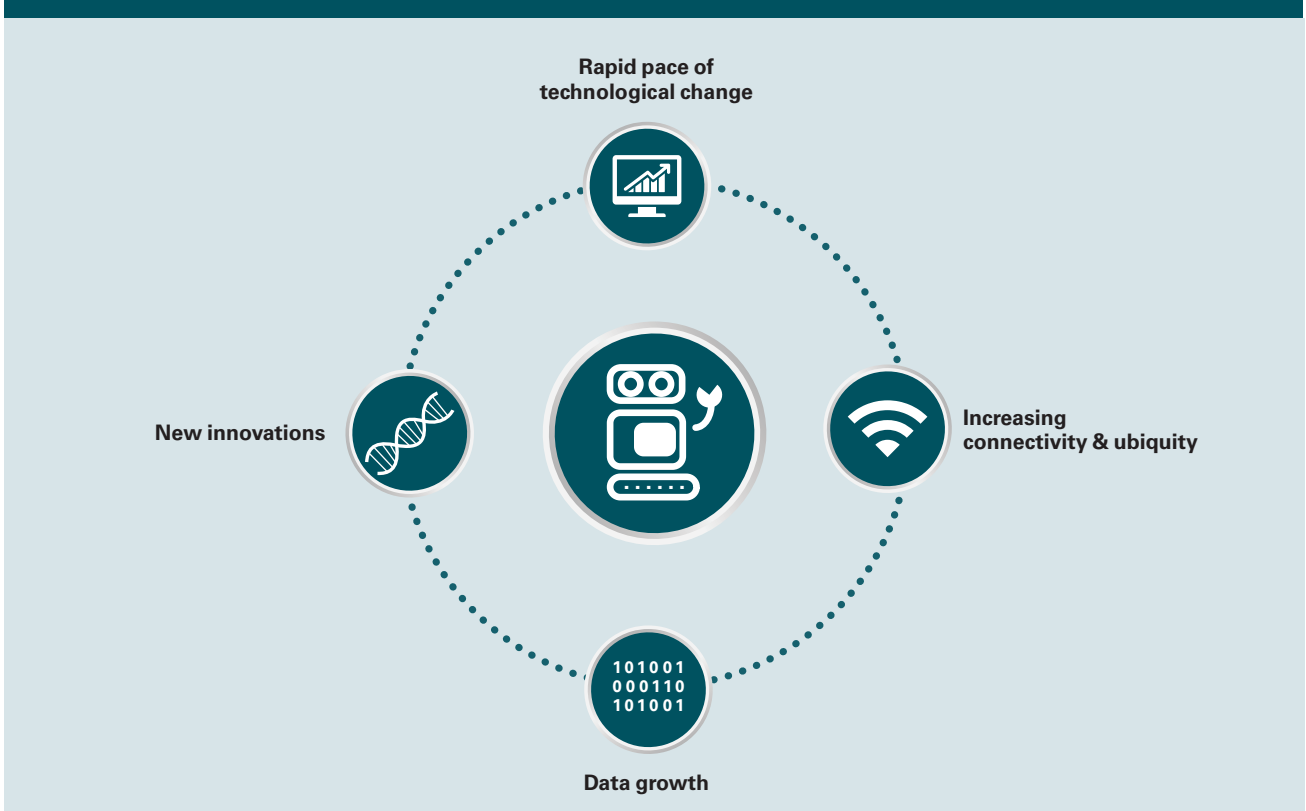 Rapid pace of
technological change
New innovations
Increasing
connectivity & ubiquity
101001
000110
101001
Data growth